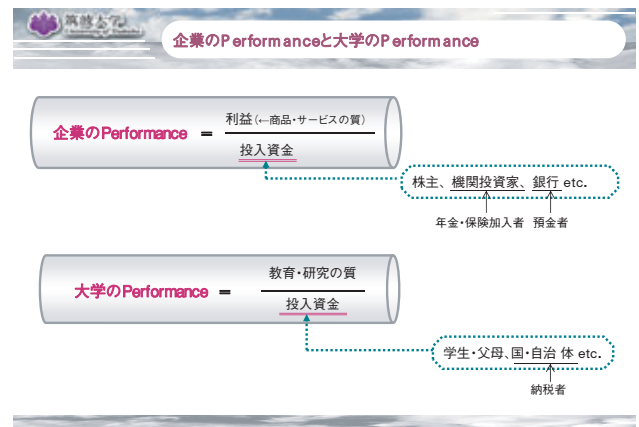 筑波大学
University of Tsukuba
企業のPerformanceと大学のPerformance
企業のPerformance =
利益(←商品・サービスの質)
投入資金
株主、機関投資家、銀行 etc.
年金・保険加入者 預金者
大学のPerformance =
教育・研究の質
投入資金
学生・父母、国・自治 体 etc.
納税者